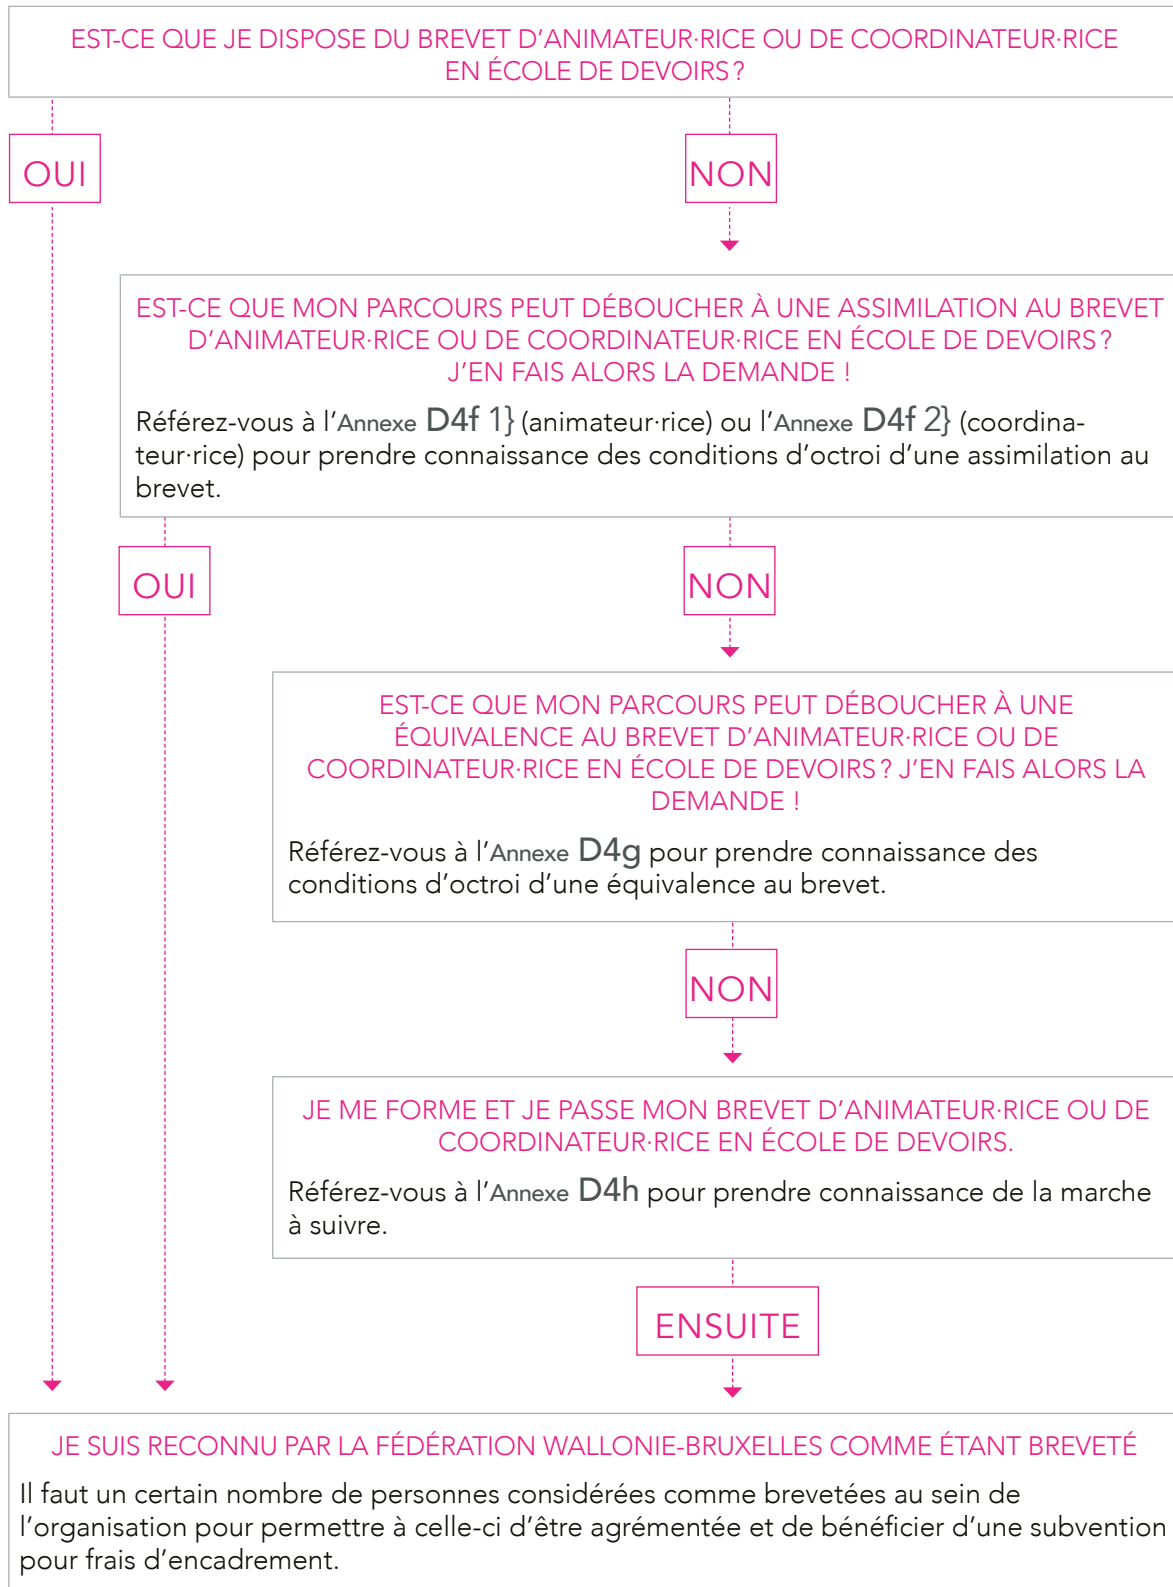 EST-CE QUE JE DISPOSE DU BREVET D'ANIMATEUR·RICE OU DE COORDINATEUR·RICE
EN ÉCOLE DE DEVOIRS ?
OUI
NON
EST-CE QUE MON PARCOURS PEUT DÉBOUCHER À UNE ASSIMILATION AU BREVET
D'ANIMATEUR·RICE OU DE COORDINATEUR·RICE EN ÉCOLE DE DEVOIRS ?
J'EN FAIS ALORS LA DEMANDE !
Référez-vous à l'Annexe D4f 1} (animateur·rice) ou l'Annexe D4f 2} (coordina-
teur·rice) pour prendre connaissance des conditions d'octroi d'une assimilation au
brevet.
OUI
NON
EST-CE QUE MON PARCOURS PEUT DÉBOUCHER À UNE
ÉQUIVALENCE AU BREVET D'ANIMATEUR·RICE OU DE
COORDINATEUR·RICE EN ÉCOLE DE DEVOIRS ? J'EN FAIS ALORS LA
DEMANDE !
Référez-vous à l'Annexe D4g pour prendre connaissance des
conditions d'octroi d'une équivalence au brevet.
NON
JE ME FORME ET JE PASSE MON BREVET D'ANIMATEUR·RICE OU DE
COORDINATEUR·RICE EN ÉCOLE DE DEVOIRS.
Référez-vous à l'Annexe D4h pour prendre connaissance de la marche
à suivre.
ENSUITE
JE SUIS RECONNU PAR LA FÉDÉRATION WALLONIE-BRUXELLES COMME ÉTANT BREVETÉ
Il faut un certain nombre de personnes considérées comme brevetées au sein de
l'organisation pour permettre à celle-ci d'être agrémentée et de bénéficier d'une subvention
pour frais d'encadrement.